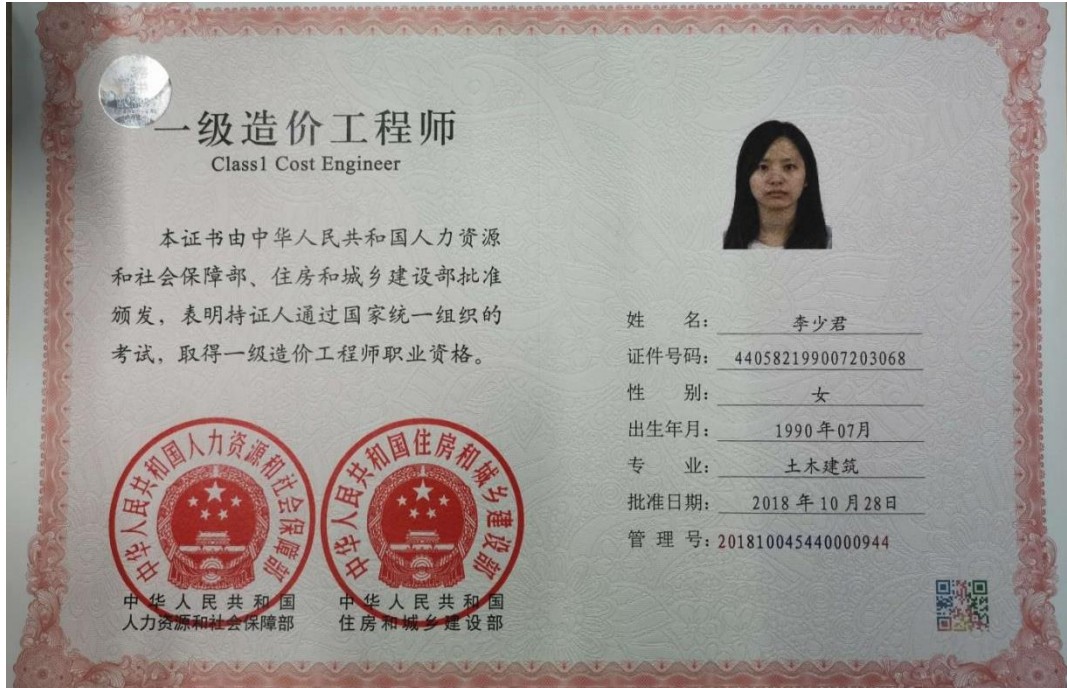 一级造价工程师
Class1 Cost Engineer
本证书由中华人民共和国人力资源
和社会保障部、住房和城乡建设部批准
颁发，表明持证人通过国家统一组织的
考试，取得一级造价工程师职业资格。
中华人民共和国人力资源和社会保障部
中华人民共和国
人力资源和社会保障部
中华人民共和国住房和城乡建设部
中华人民共和国
住房和城乡建设部
姓 名：李少君
证件号码：440582199007203068
性 别：女
出生年月：1990年07月
专 业：土木建筑
批准日期：2018年10月28日
管 理 号：201810045440000944